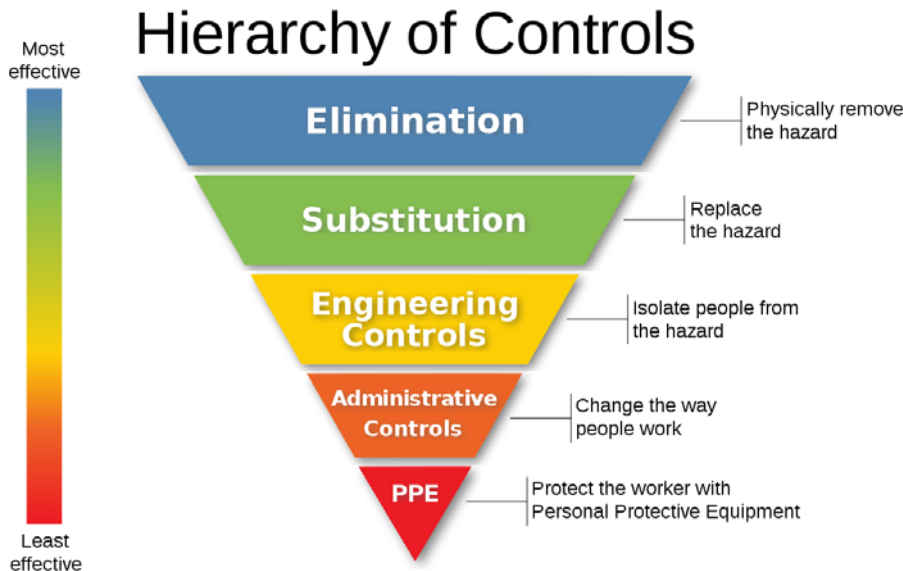 Hierarchy of Controls
Most
effective
Elimination
Physically remove
the hazard
Substitution
Replace
the hazard
Engineering
Controls
Isolate people from
the hazard
Administrative
Controls
Change the way
people work
PPE
Protect the worker with
Personal Protective Equipment
Least
effective